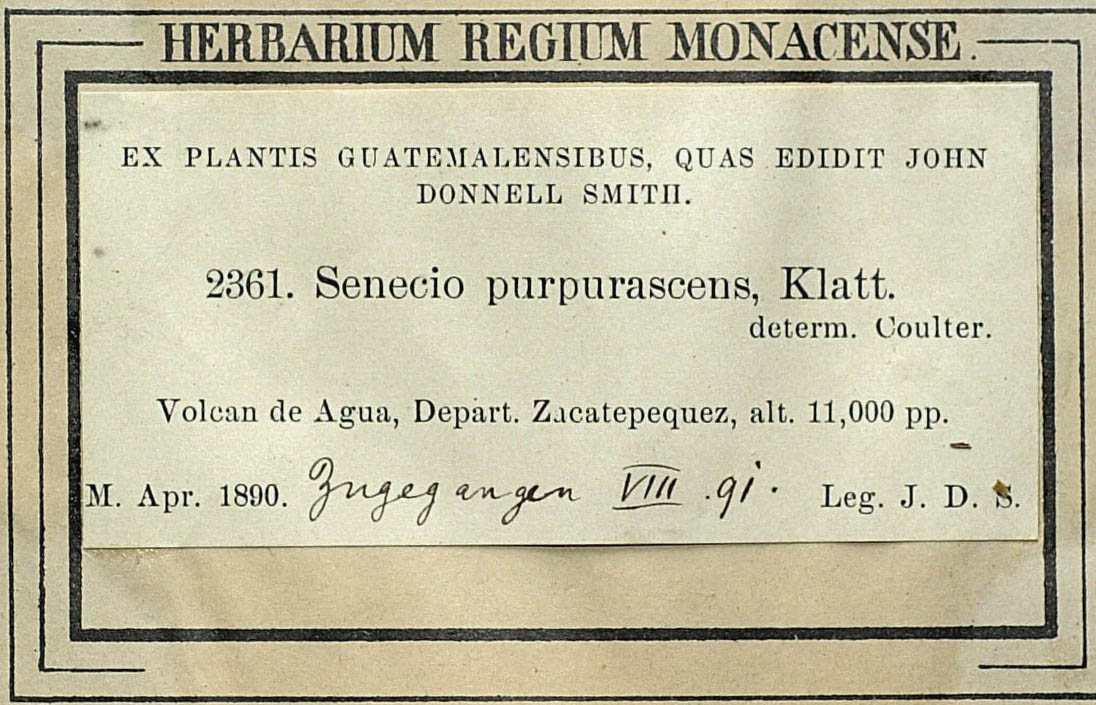 HERBARIUM REGIUM MONACENSE.
EX PLANTIS GUATEMALENSIBUS, QUAS EDIDIT JOHN
DONNELL SMITH.
2361. Senecio purpurascens, Klatt.
determ. Coulter.
Volcan de Agua, Depart. Zacatepequez, alt. 11,000 pp.
M. Apr. 1890. Zugegangen VIII .91. Leg. J. D. S.